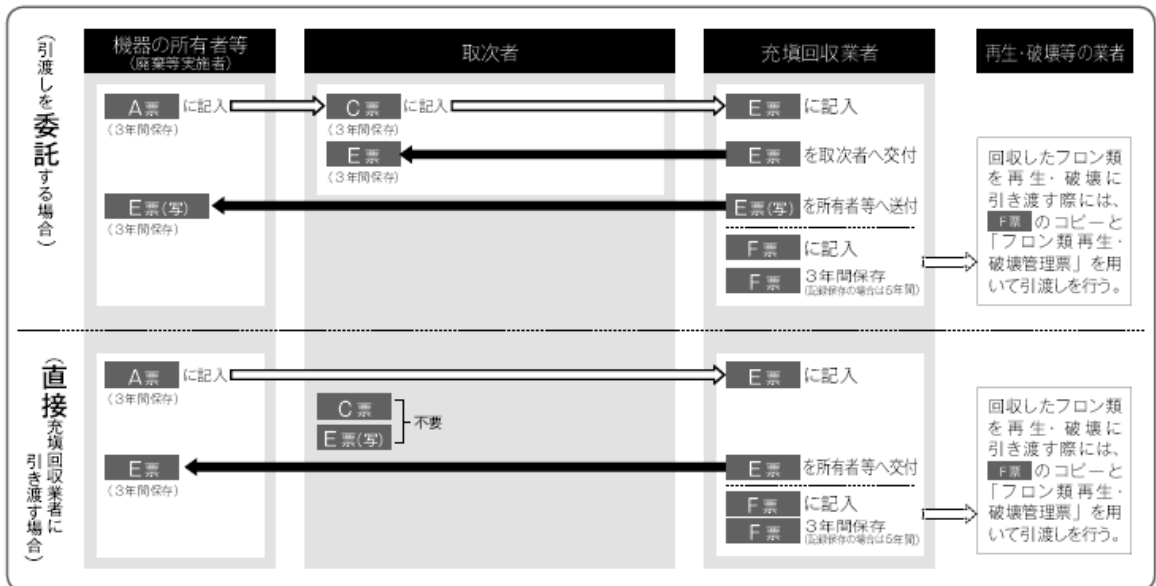 （引渡しを委託する場合）
機器の所有者等
（廃棄等実施者）
取次者
充填回収業者
再生・破壊等の業者
A票 に記入
（3年間保存）
C票 に記入
（3年間保存）
E票 に記入
E票
（3年間保存）
E票 を取次者へ交付
E票(写)
（3年間保存）
E票(写) を所有者等へ送付
F票 に記入
F票 3年間保存
（記録保存の場合は5年間）
回収したフロン類
を再生・破壊に
引き渡す際には、
F票 のコピーと
「フロン類再生・
破壊管理票」を用
いて引渡しを行う。
（直接充填回収業者に
引き渡す場合）
A票 に記入
（3年間保存）
E票 に記入
C票
E票(写)
不要
E票
（3年間保存）
E票 を所有者等へ交付
F票 に記入
F票 3年間保存
（記録保存の場合は5年間）
回収したフロン類
を再生・破壊に
引き渡す際には、
F票 のコピーと
「フロン類再生・
破壊管理票」を用
いて引渡しを行う。